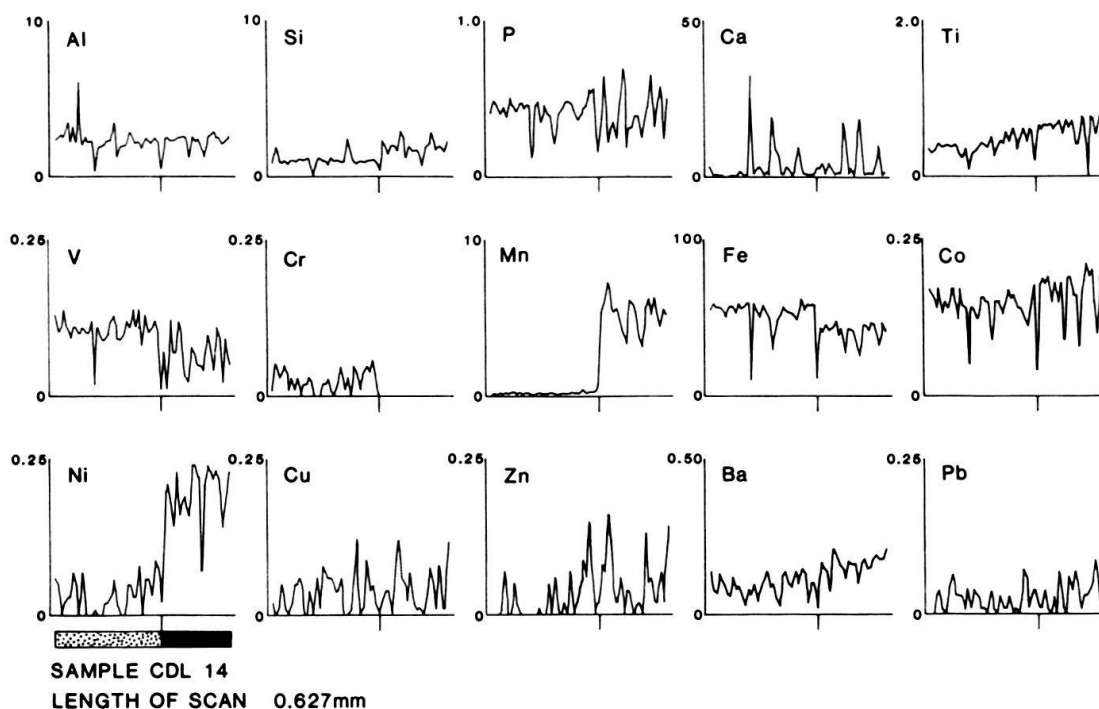 10 Al 0
10 Si 0
1.0 P 0
50 Ca 0
2.0 Ti 0
0.25 V 0
0.25 Cr 0
10 Mn 0
100 Fe 0
0.25 Co 0
0.25 Ni 0
0.25 Cu 0
0.25 Zn 0
0.50 Ba 0
0.25 Pb 0
SAMPLE CDL 14
LENGTH OF SCAN 0.627mm